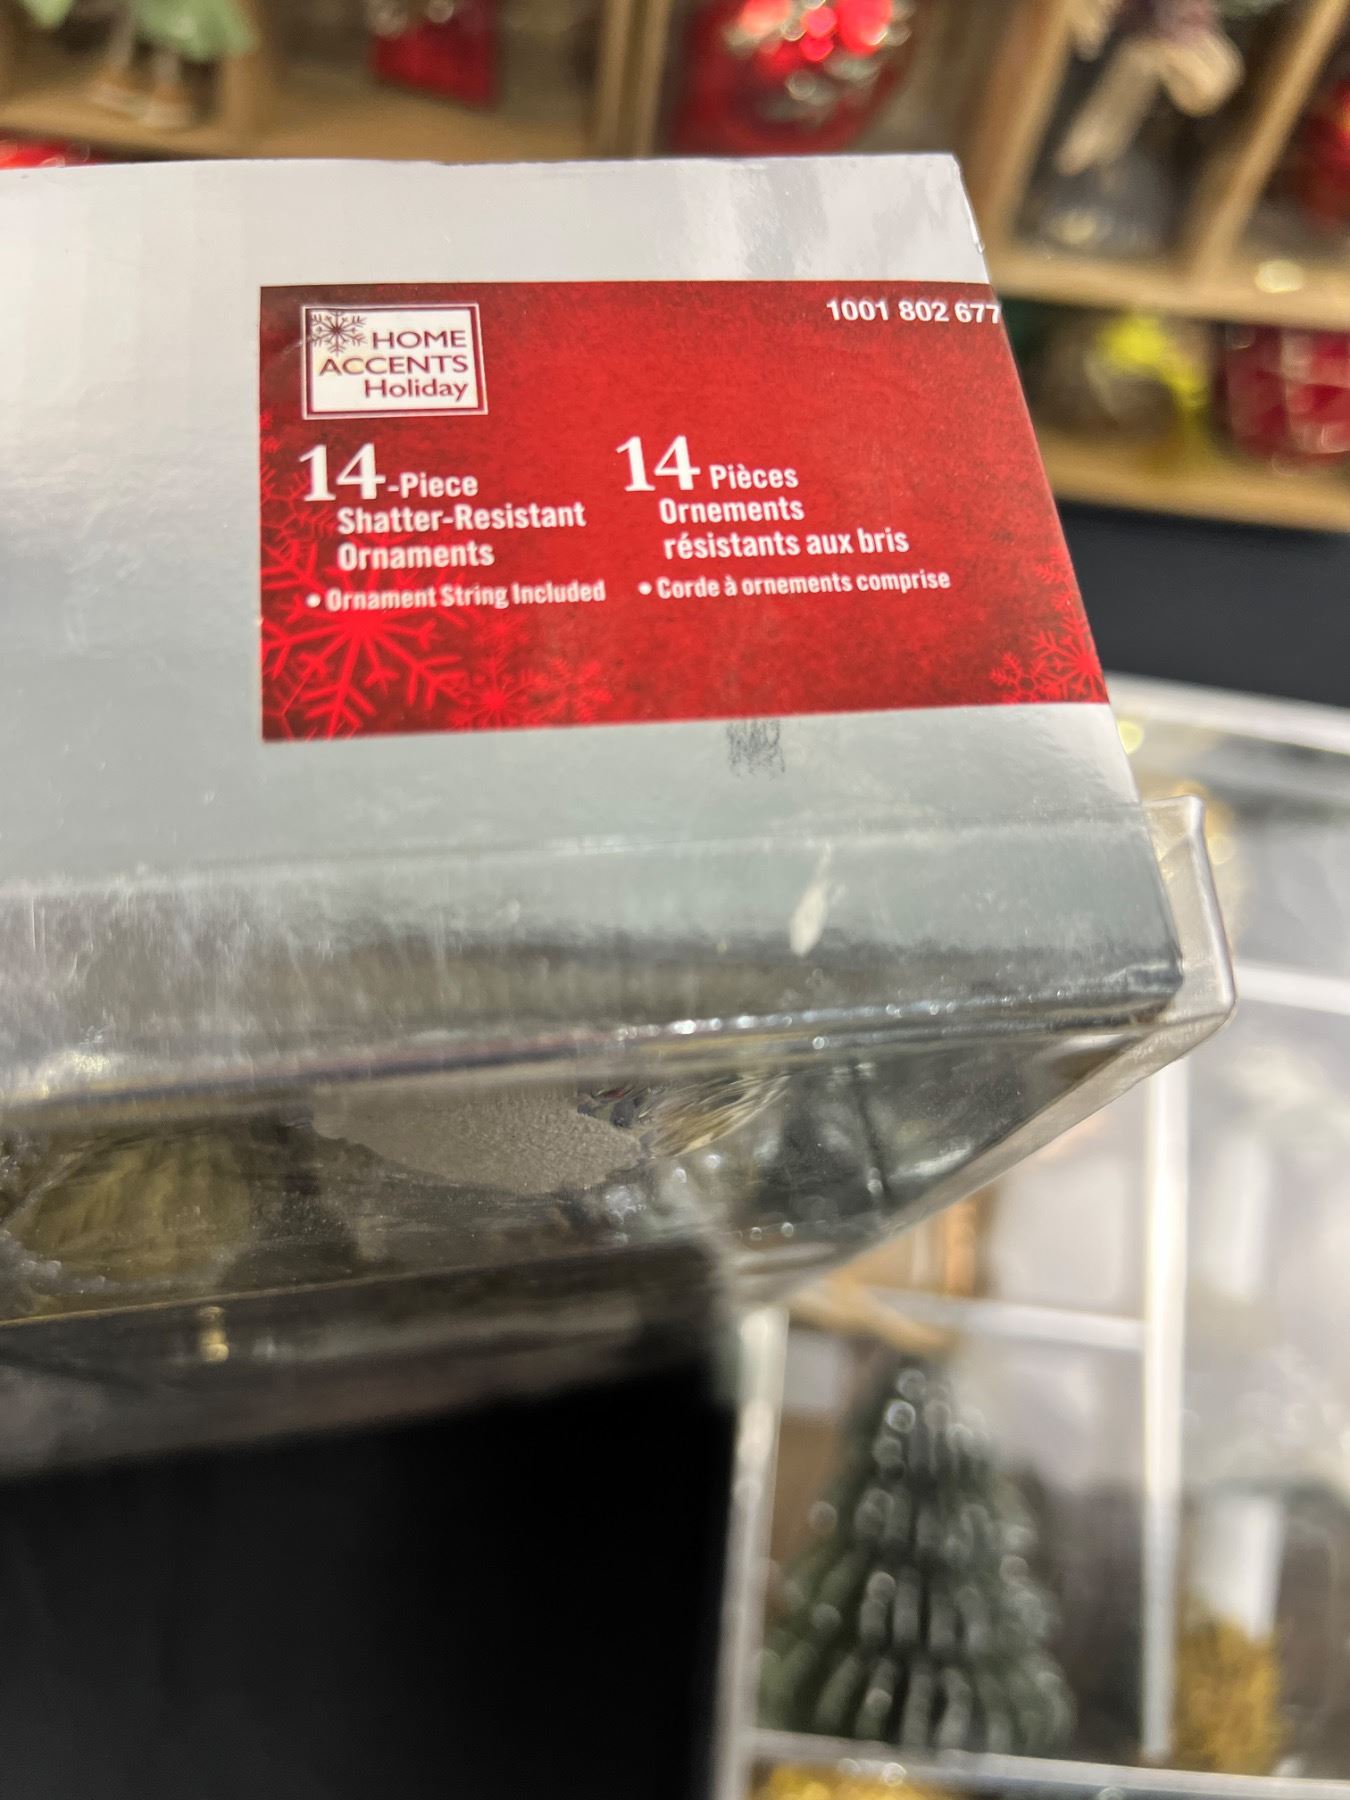 1001 802 677
HOME
ACCENTS
Holiday
14-Piece
Shatter-Resistant
Ornaments
• Ornament String Included
14 Pièces
Ornements
résistants aux bris
• Corde à ornements comprise